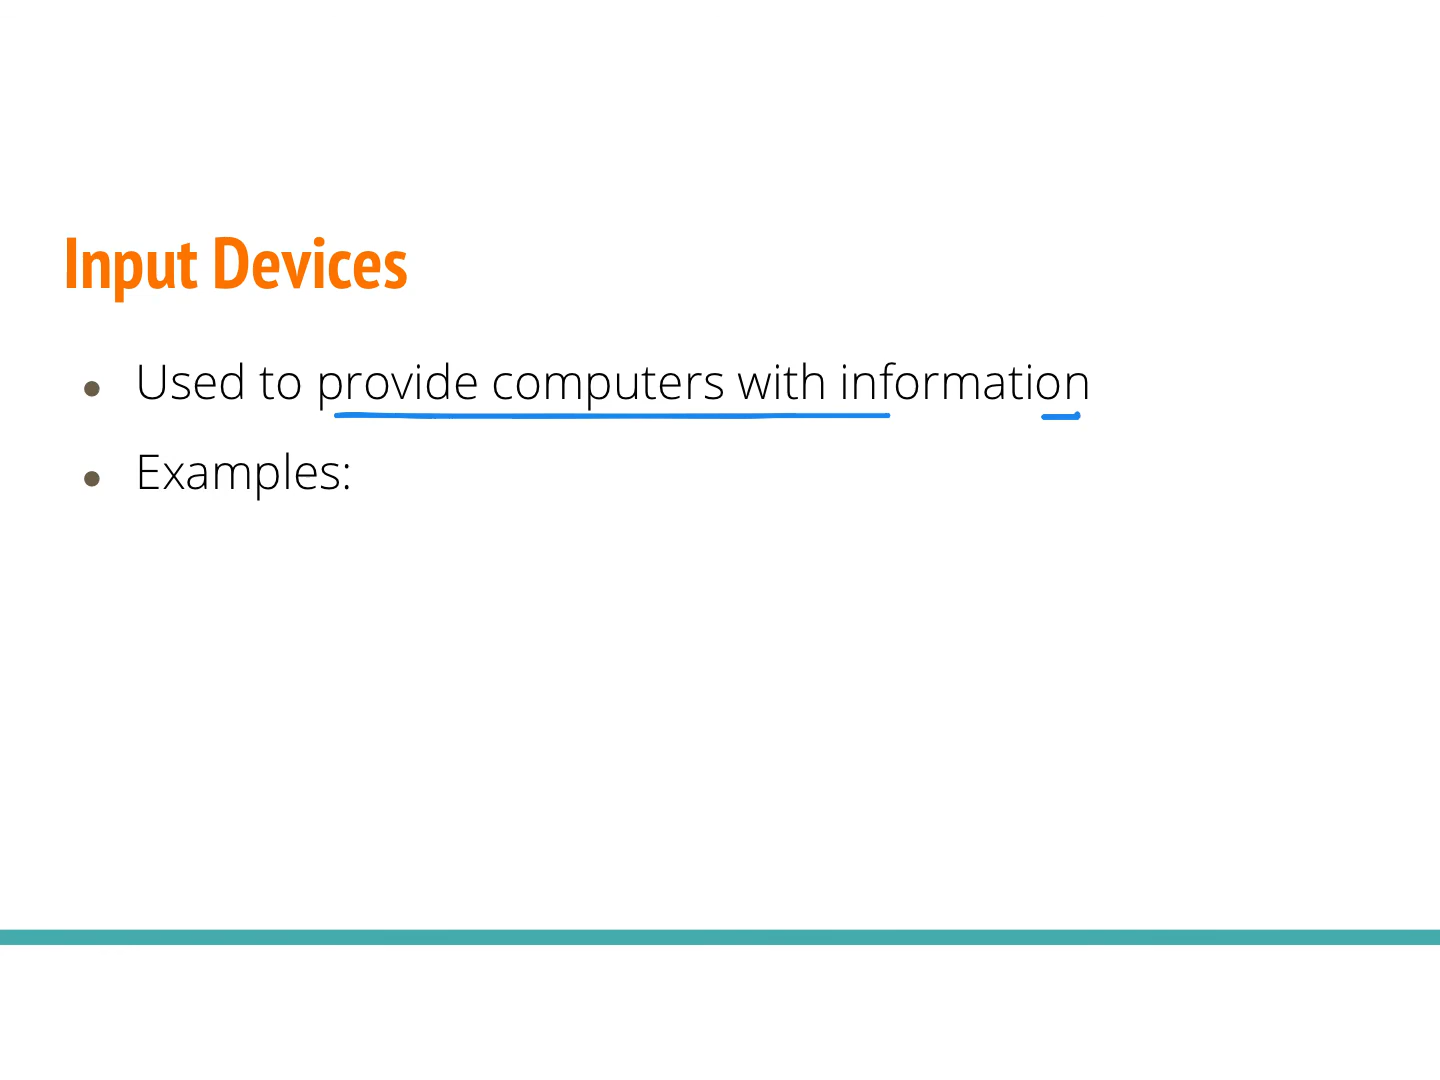 Input Devices
● Used to provide computers with information
● Examples: